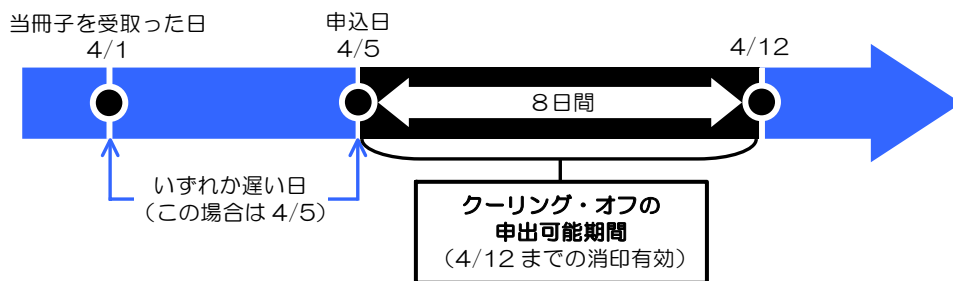 当冊子を受取った日
4/1
申込日
4/5
4/12
8日間
いずれか遅い日
（この場合は 4/5）
クーリング・オフの
申出可能期間
（4/12 までの消印有効）